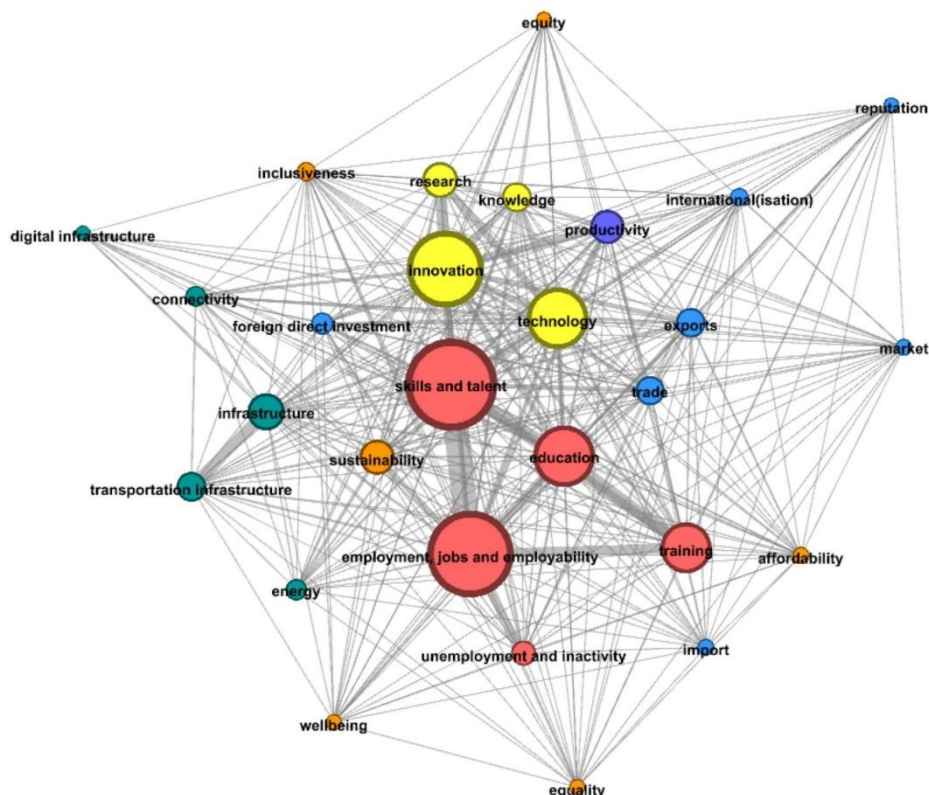 equity
reputation
inclusiveness
research
knowledge
international(isation)
productivity
digital infrastructure
innovation
connectivity
foreign direct investment
technology
exports
market
skills and talent
trade
infrastructure
sustainability
education
transportation infrastructure
employment, jobs and employability
training
affordability
energy
unemployment and inactivity
import
wellbeing
equality